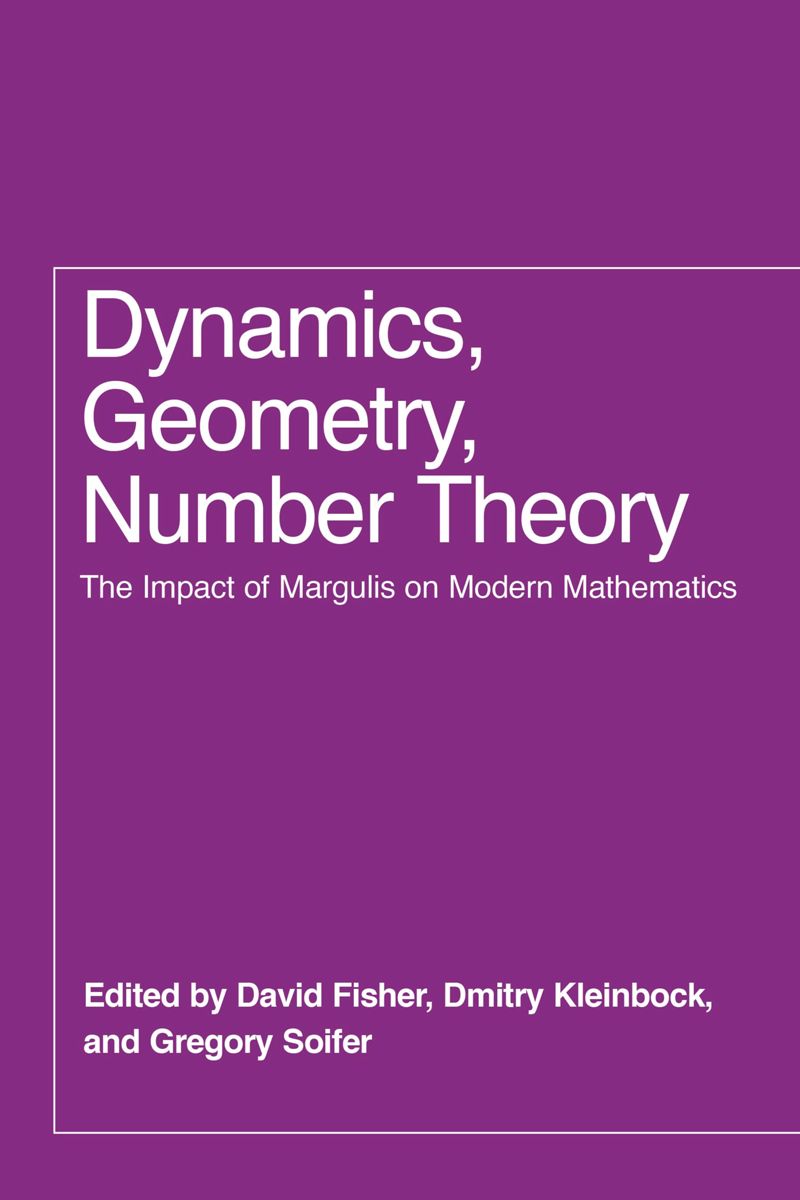 Dynamics,
Geometry,
Number Theory
The Impact of Margulis on Modern Mathematics
Edited by David Fisher, Dmitry Kleinbock,
and Gregory Soifer